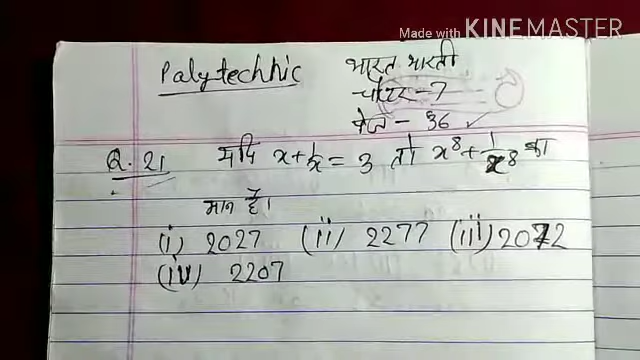 Made with KINEMASTER
Palytechnic
भारत भारती
चैप्टर - 7
पेज - 36
Q. 21 यदि x + 1/x = 3 तो x⁸ + 1/x⁸ का
मान है।
(i) 2027 (ii) 2277 (iii) 2072
(iv) 2207